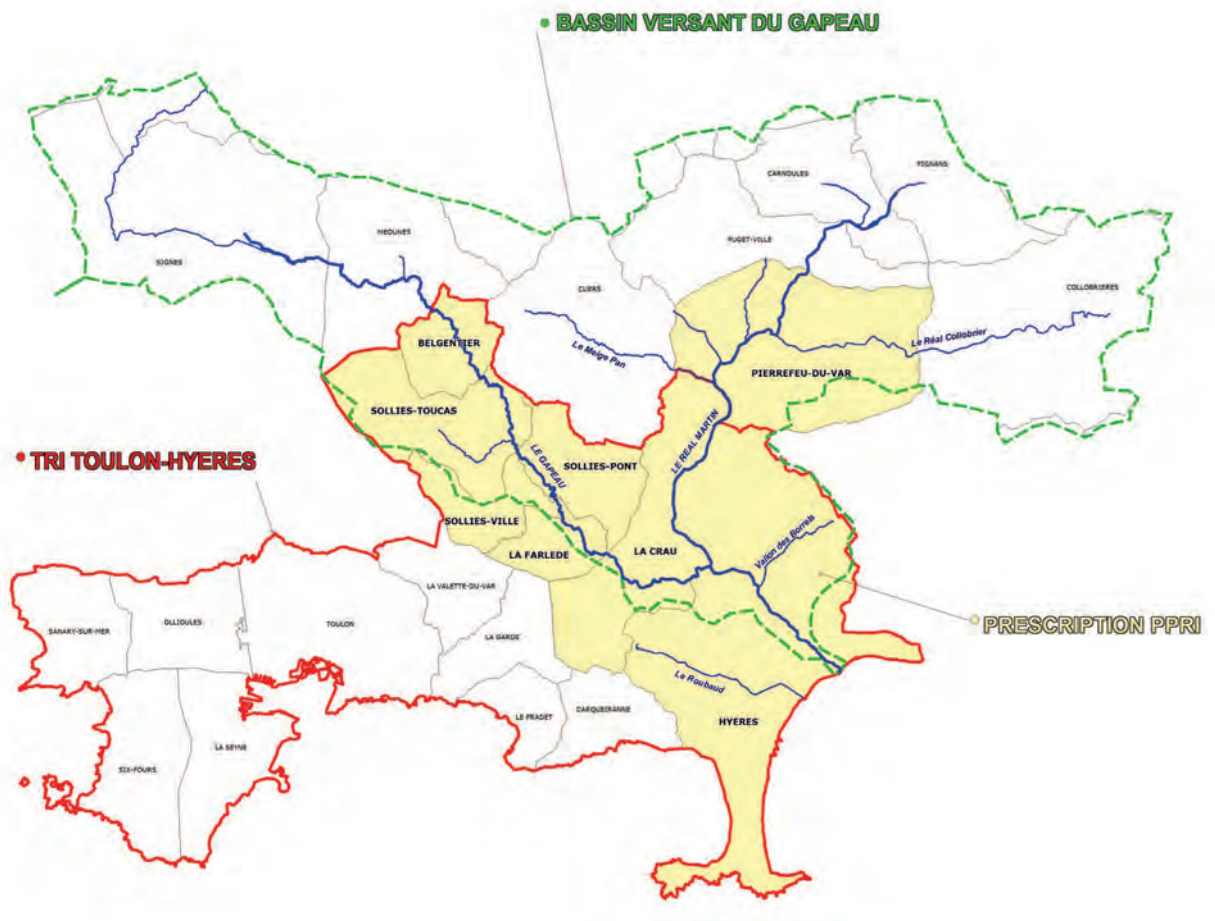 BASSIN VERSANT DU GAPEAU
CARNOULES
PIGNANS
MEOUNES
PUGET-VILLE
SIGNES
CUERS
COLLOBRIERES
BELGENTIER
Le Meige Pan
Le Réal Collobrier
PIERREFEU-DU-VAR
SOLLIES-TOUCAS
LE REAL MARTIN
TRI TOULON-HYERES
LE GAPEAU
SOLLIES-PONT
SOLLIES-VILLE
Vallon des Borrels
LA FARLEDE
LA CRAU
LA VALETTE-DU-VAR
OLLIOULES
TOULON
SANARY-SUR-MER
LA GARDE
PRESCRIPTION PPRI
Le Roubaud
LE PRADET
CARQUEIRANNE
HYERES
LA SEYNE
SIX-FOURS